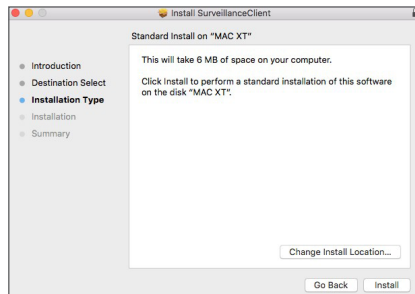 Install SurveillanceClient
Standard Install on “MAC XT”
Introduction
Destination Select
Installation Type
Installation
Summary
This will take 6 MB of space on your computer.
Click Install to perform a standard installation of this software
on the disk “MAC XT”.
Change Install Location...
Go Back
Install